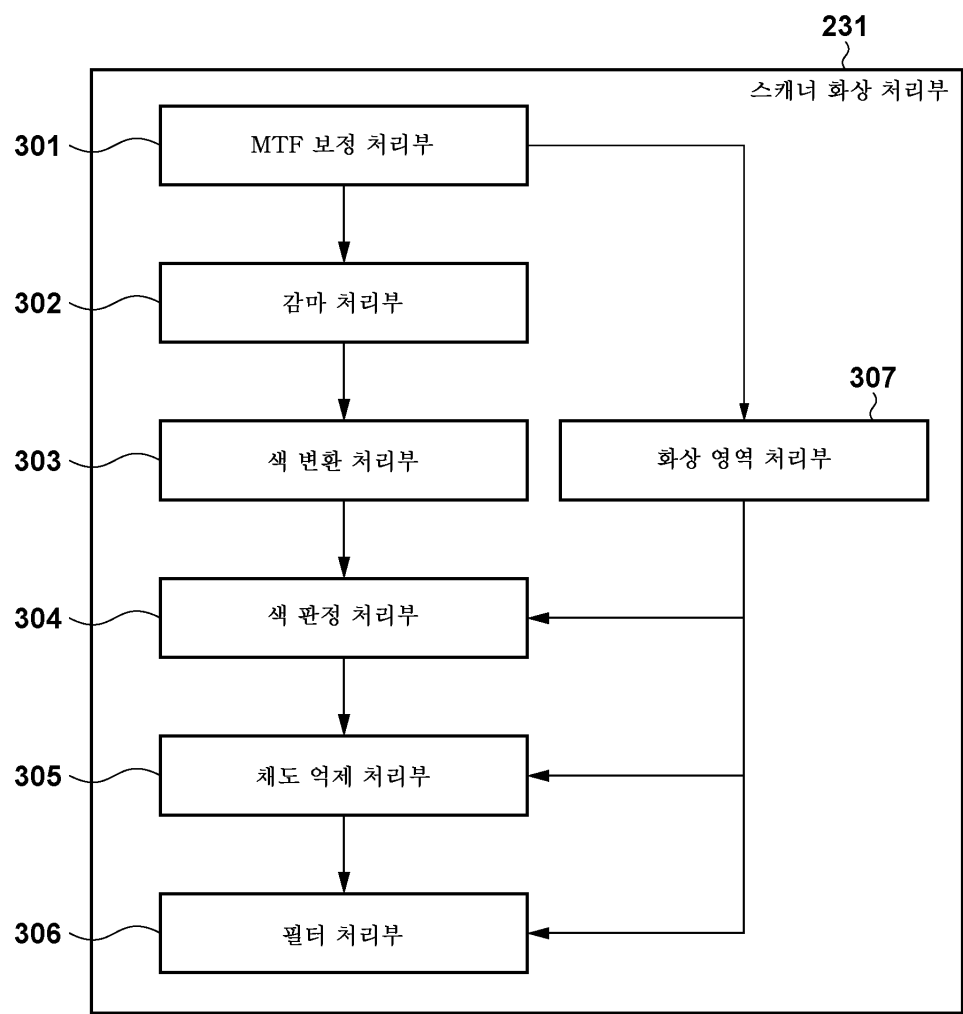 231
스캐너 화상 처리부
301
MTF 보정 처리부
302
감마 처리부
307
303
색 변환 처리부
화상 영역 처리부
304
색 판정 처리부
305
채도 억제 처리부
306
필터 처리부